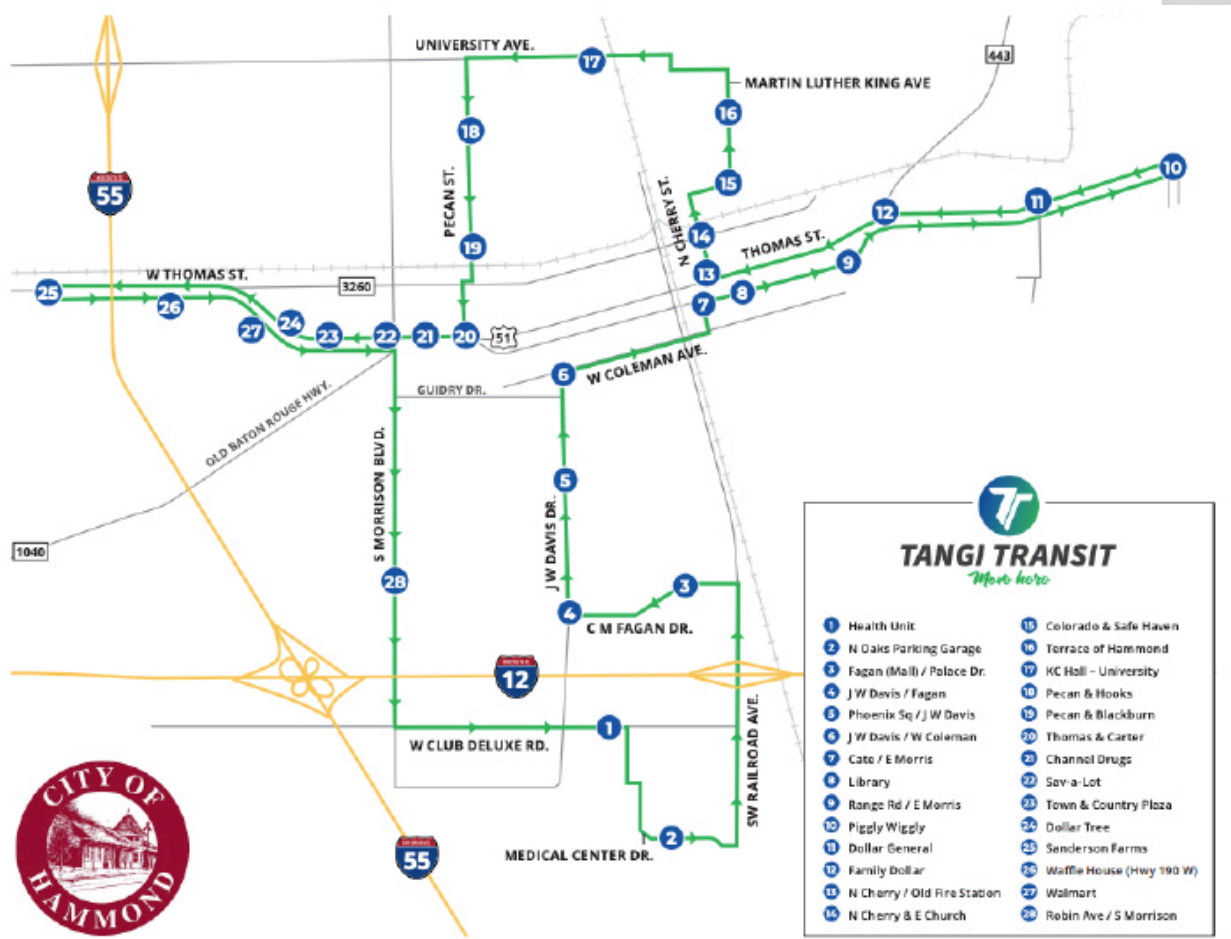 UNIVERSITY AVE.
17
443
MARTIN LUTHER KING AVE
16
18
55
PECAN ST.
15
10
N CHERRY ST.
11
12
14
19
THOMAS ST.
9
W THOMAS ST.
13
3260
25
8
26
7
24
27
23
22
21
20
51
W COLEMAN AVE.
6
GUIDRY DR.
OLD BATON ROUGE HWY.
S MORRISON BLVD.
5
J W DAVIS DR.
1040
28
3
4
C M FAGAN DR.
12
SW RAILROAD AVE.
1
W CLUB DELUXE RD.
2
MEDICAL CENTER DR.
55
CITY OF
HAMMOND
TANGI TRANSIT
Move here
1 Health Unit
2 N Oaks Parking Garage
3 Fagan (Mall) / Palace Dr.
4 J W Davis / Fagan
5 Phoenix Sq / J W Davis
6 J W Davis / W Coleman
7 Cate / E Morris
8 Library
9 Range Rd / E Morris
10 Piggly Wiggly
11 Dollar General
12 Family Dollar
13 N Cherry / Old Fire Station
14 N Cherry & E Church
15 Colorado & Safe Haven
16 Terrace of Hammond
17 KC Hall – University
18 Pecan & Hooks
19 Pecan & Blackburn
20 Thomas & Carter
21 Channel Drugs
22 Sav-a-Lot
23 Town & Country Plaza
24 Dollar Tree
25 Sanderson Farms
26 Waffle House (Hwy 190 W)
27 Walmart
28 Robin Ave / S Morrison